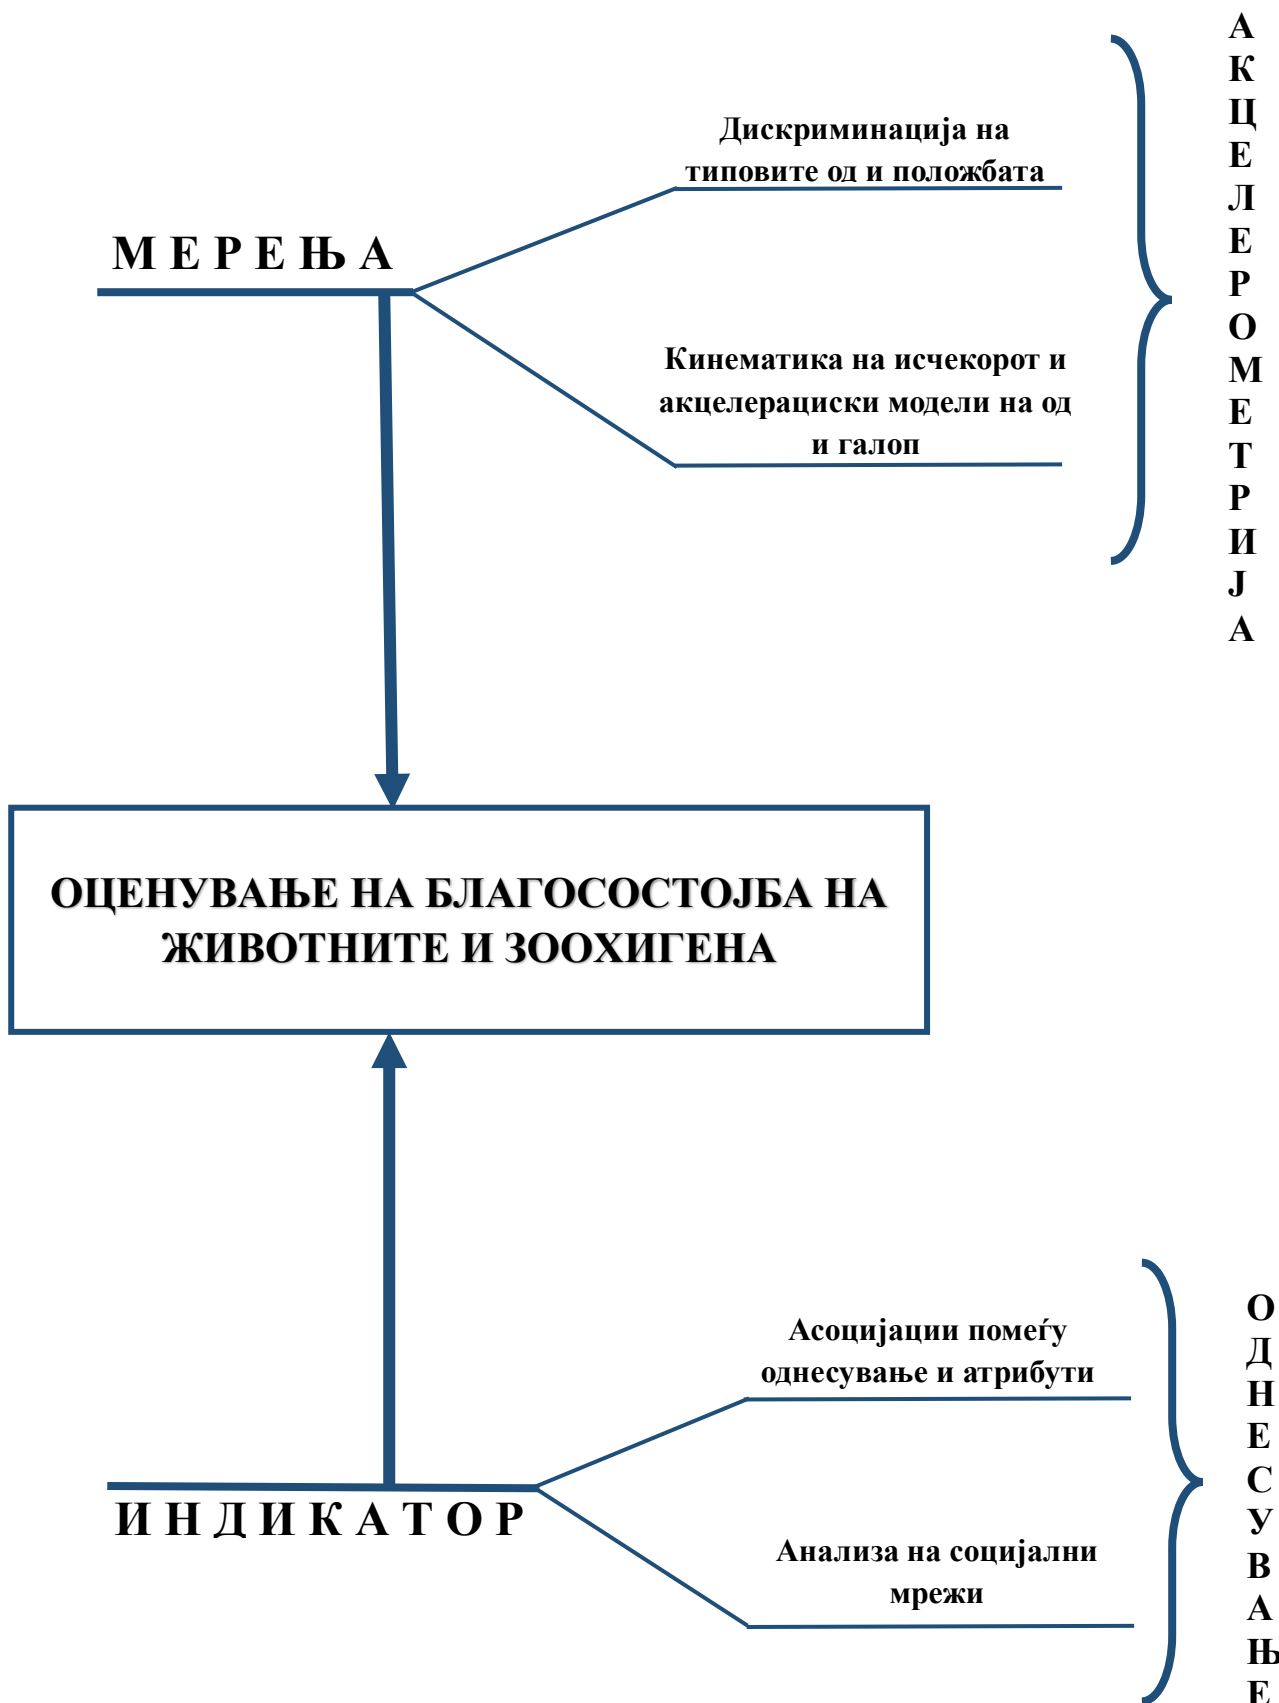 Дискриминација на
типовите од и положбата
М Е Р Е Њ А
Кинематика на исчекорот и
акцелерациски модели на од
и галоп
А
К
Ц
Е
Л
Е
Р
О
М
Е
Т
Р
И
Ј
А
ОЦЕНУВАЊЕ НА БЛАГОСОСТОЈБА НА
ЖИВОТНИТЕ И ЗООХИГЕНА
Асоцијации помеѓу
однесување и атрибути
И Н Д И К А Т О Р
Анализа на социјални
мрежи
О
Д
Н
Е
С
У
В
А
Њ
Е